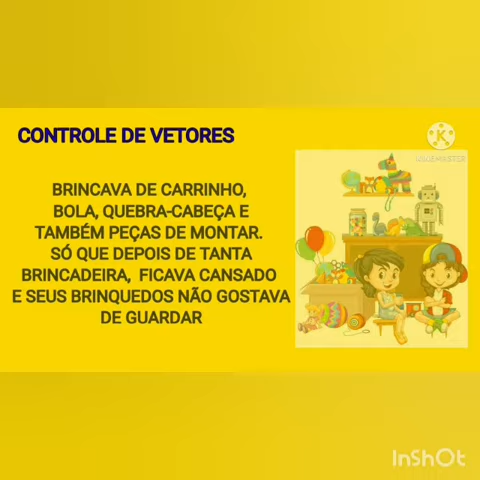 CONTROLE DE VETORES
KINEMASTER
BRINCAVA DE CARRINHO,
BOLA, QUEBRA-CABEÇA E
TAMBÉM PEÇAS DE MONTAR.
SÓ QUE DEPOIS DE TANTA
BRINCADEIRA, FICAVA CANSADO
E SEUS BRINQUEDOS NÃO GOSTAVA
DE GUARDAR
InShOt